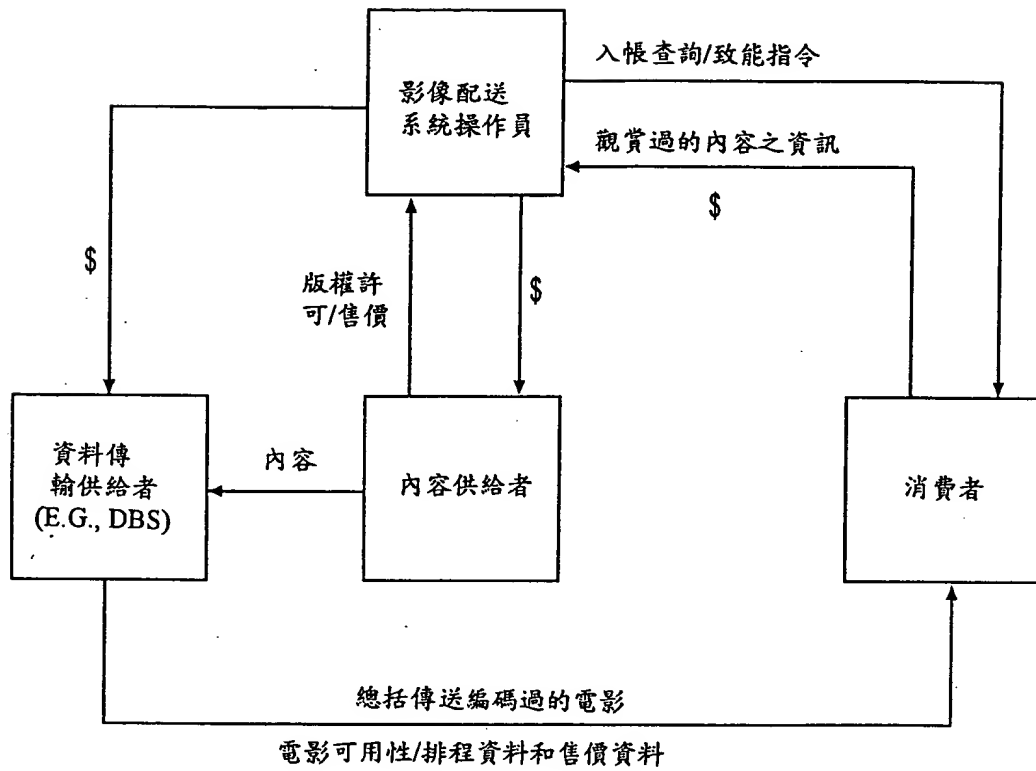 入帳查詢/致能指令
影像配送
系統操作員
觀賞過的內容之資訊
$
$
版權許
可/售價
$
資料傳
輸供給者
(E.G., DBS)
內容
內容供給者
消費者
總括傳送編碼過的電影
電影可用性/排程資料和售價資料